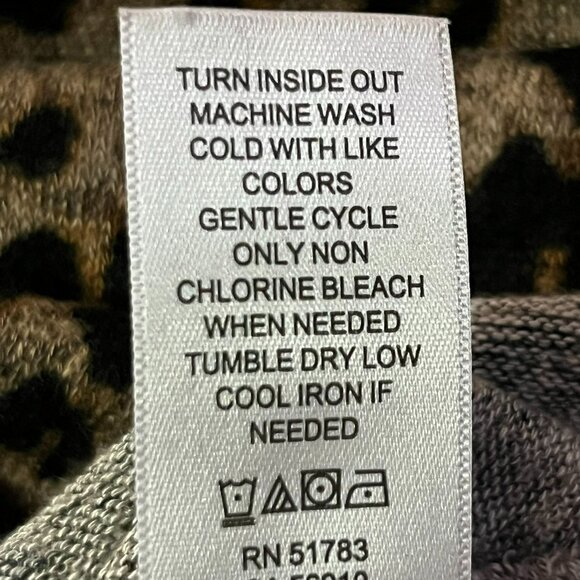 TURN INSIDE OUT
MACHINE WASH
COLD WITH LIKE
COLORS
GENTLE CYCLE
ONLY NON
CHLORINE BLEACH
WHEN NEEDED
TUMBLE DRY LOW
COOL IRON IF
NEEDED
RN 51783